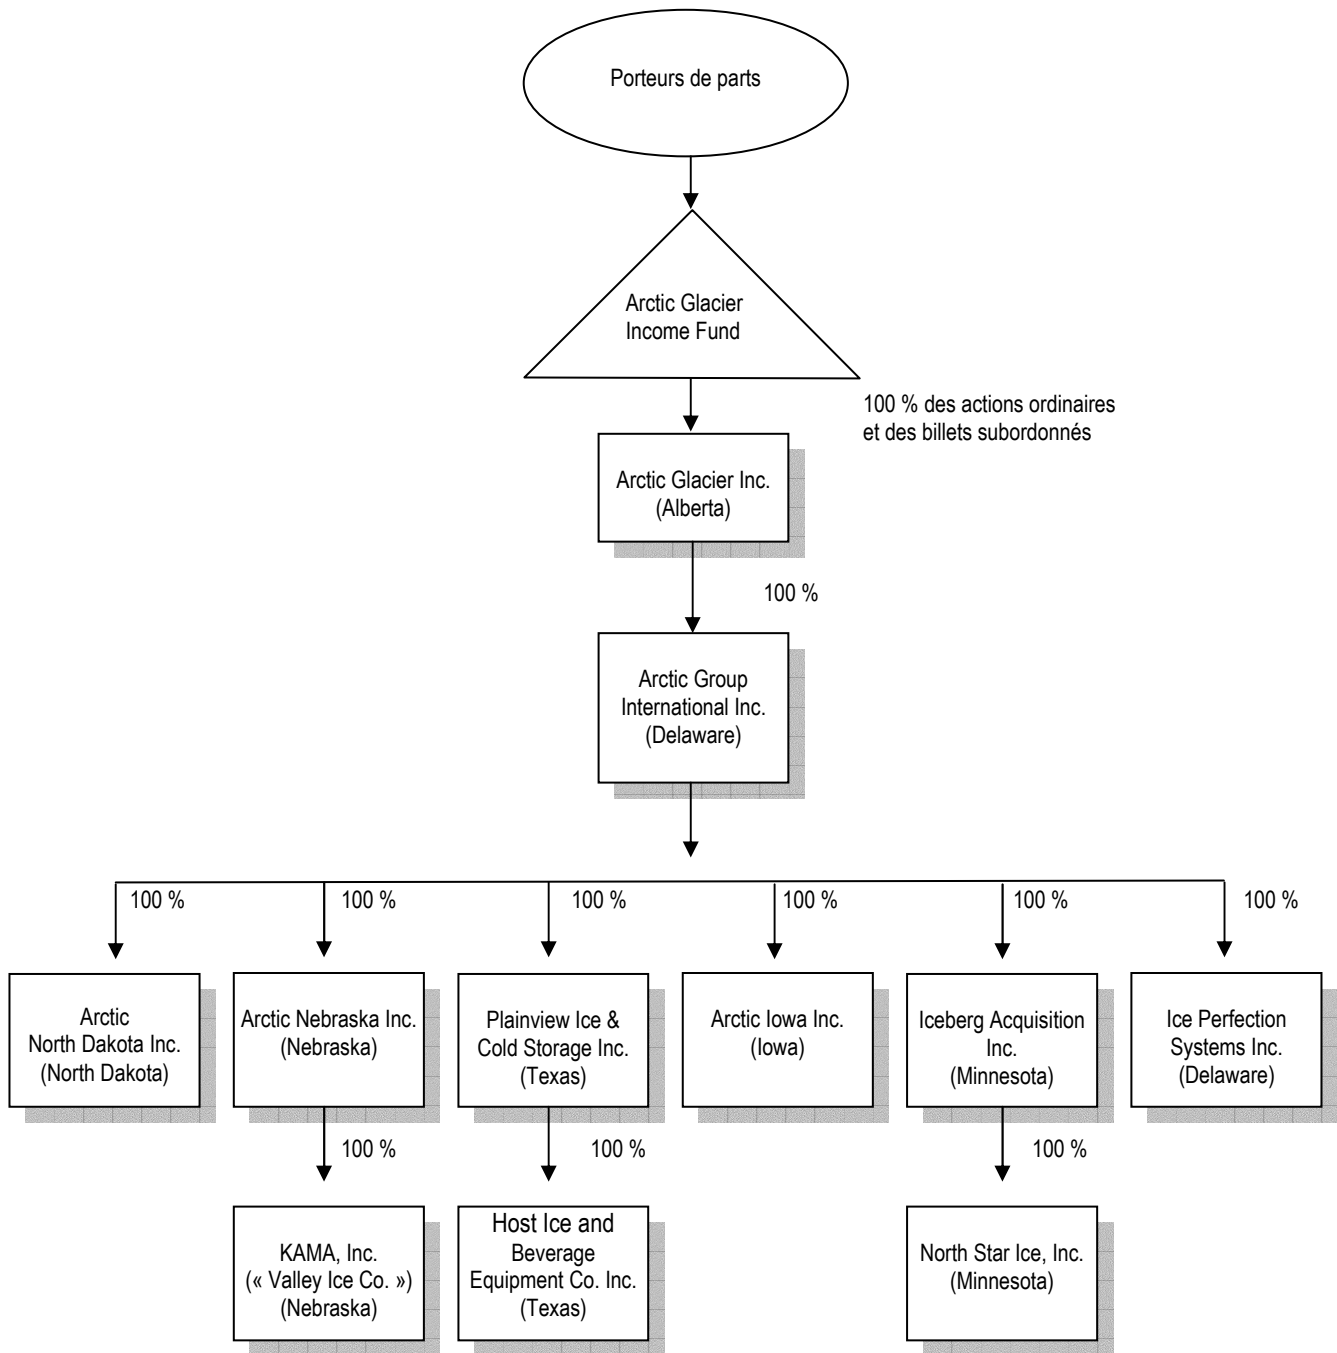 Porteurs de parts
Arctic Glacier
Income Fund
100 % des actions ordinaires
et des billets subordonnés
Arctic Glacier Inc.
(Alberta)
100 %
Arctic Group
International Inc.
(Delaware)
100 %
100 %
100 %
100 %
100 %
100 %
Arctic
North Dakota Inc.
(North Dakota)
Arctic Nebraska Inc.
(Nebraska)
Plainview Ice &
Cold Storage Inc.
(Texas)
Arctic Iowa Inc.
(Iowa)
Iceberg Acquisition
Inc.
(Minnesota)
Ice Perfection
Systems Inc.
(Delaware)
100 %
100 %
100 %
KAMA, Inc.
(« Valley Ice Co. »)
(Nebraska)
Host Ice and
Beverage
Equipment Co. Inc.
(Texas)
North Star Ice, Inc.
(Minnesota)